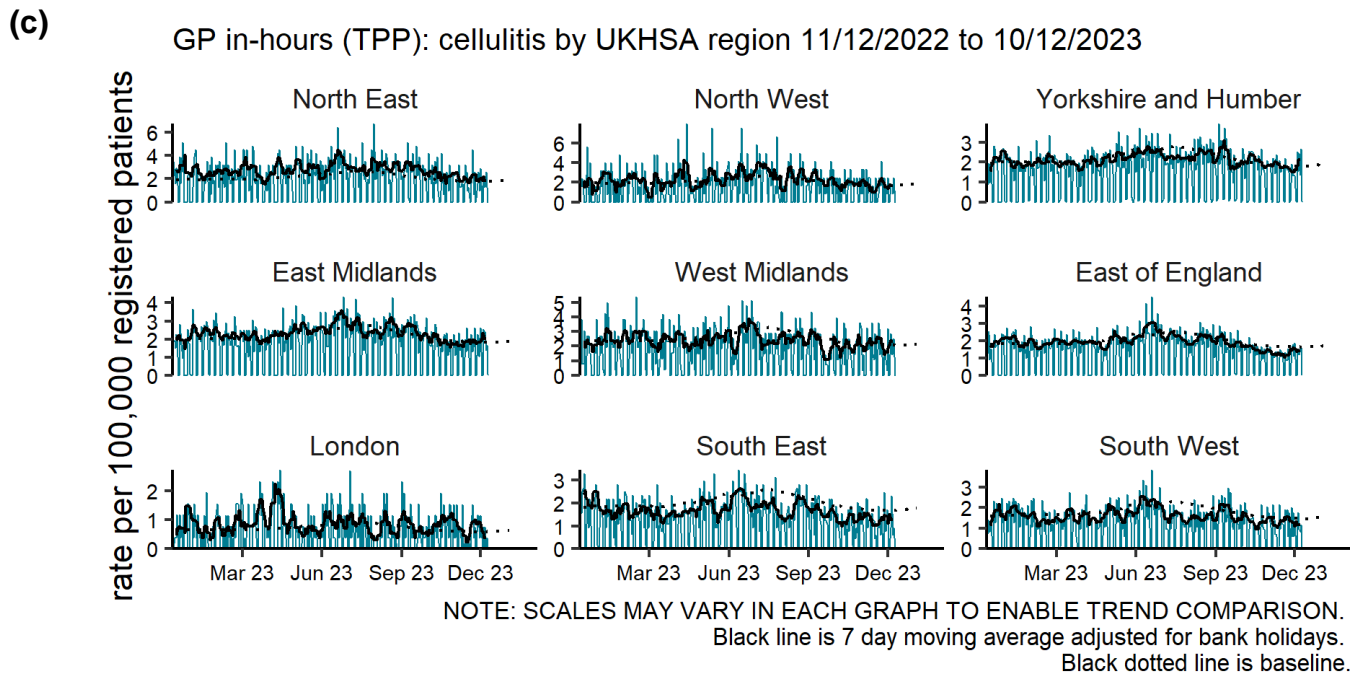 (c)
GP in-hours (TPP): cellulitis by UKHSA region 11/12/2022 to 10/12/2023
rate per 100,000 registered patients
North East
6
4
2
0
North West
6
4
2
0
Yorkshire and Humber
3
2
1
0
East Midlands
4
3
2
1
0
West Midlands
5
4
3
2
1
0
East of England
4
3
2
1
0
London
2
1
0
South East
3
2
1
0
South West
3
2
1
0
Mar 23 Jun 23 Sep 23 Dec 23
Mar 23 Jun 23 Sep 23 Dec 23
Mar 23 Jun 23 Sep 23 Dec 23
NOTE: SCALES MAY VARY IN EACH GRAPH TO ENABLE TREND COMPARISON.
Black line is 7 day moving average adjusted for bank holidays.
Black dotted line is baseline.